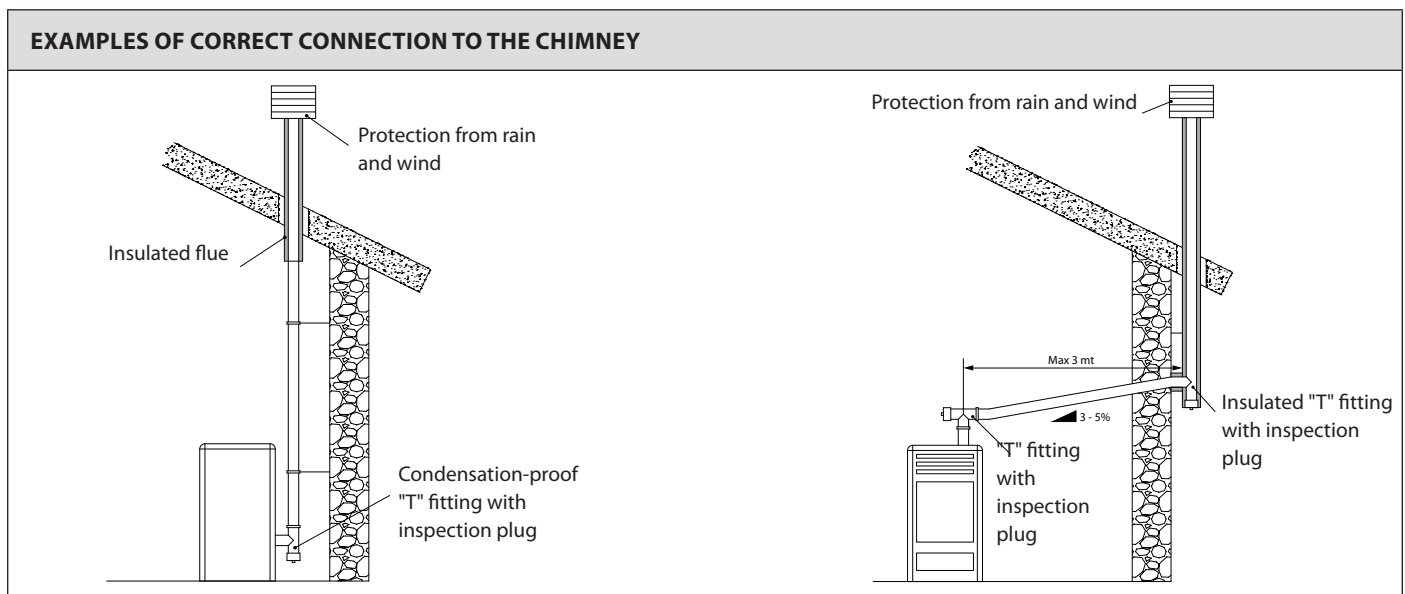 EXAMPLES OF CORRECT CONNECTION TO THE CHIMNEY
Protection from rain
and wind
Insulated flue
Condensation-proof
"T" fitting with
inspection plug
Protection from rain and wind
Max 3 mt
3 - 5%
"T" fitting
with
inspection
plug
Insulated "T" fitting
with inspection
plug